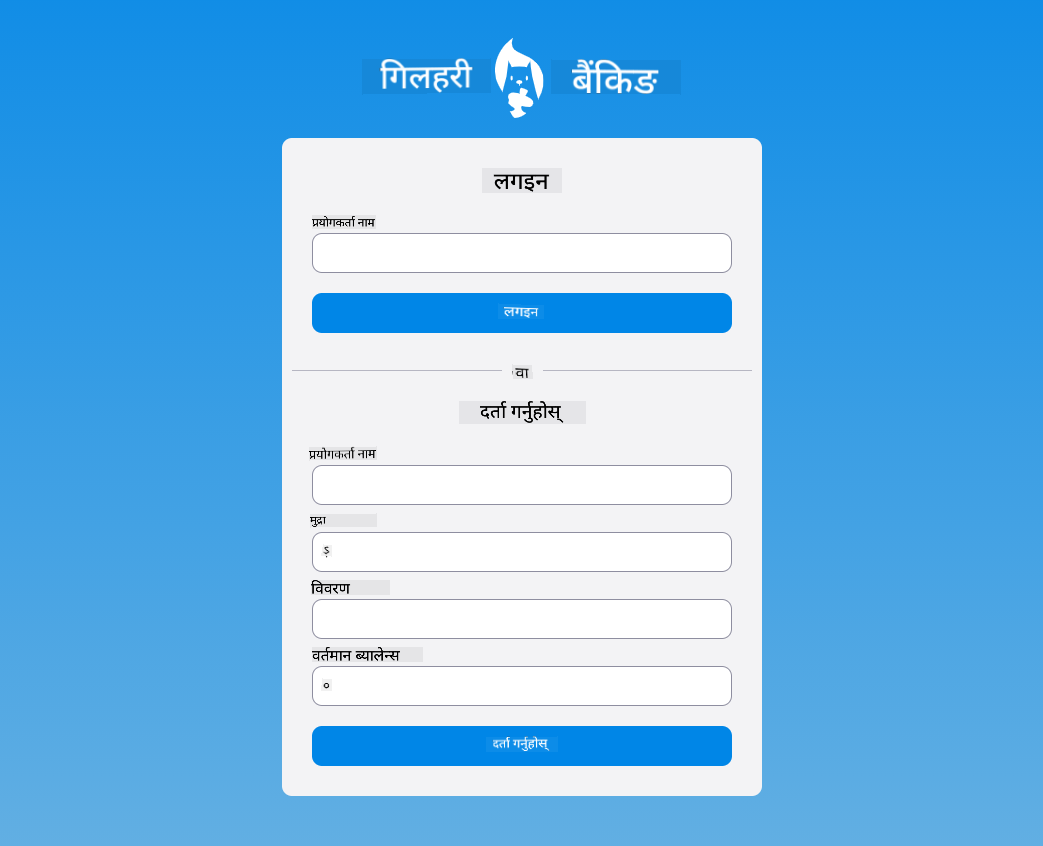 गिलहरी बैंकिङ
लगइन
प्रयोगकर्ता नाम
लगइन
वा
दर्ता गर्नुहोस्
प्रयोगकर्ता नाम
मुद्रा
$
विवरण
वर्तमान ब्यालेन्स
०
दर्ता गर्नुहोस्